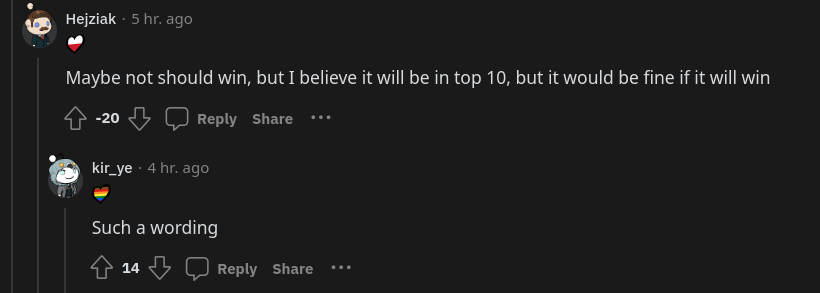 Hejziak · 5 hr. ago
Maybe not should win, but I believe it will be in top 10, but it would be fine if it will win
-20 Reply Share ···
kir_ye · 4 hr. ago
Such a wording
14 Reply Share ···